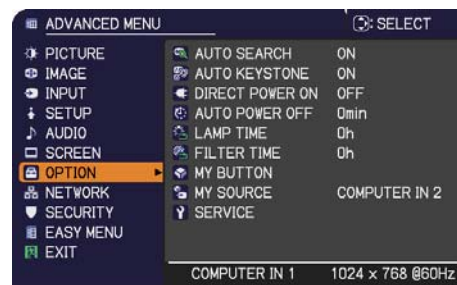 ADVANCED MENU : SELECT
PICTURE AUTO SEARCH ON
IMAGE AUTO KEYSTONE ON
INPUT DIRECT POWER ON OFF
SETUP AUTO POWER OFF 0min
AUDIO LAMP TIME 0h
SCREEN FILTER TIME 0h
OPTION MY BUTTON
NETWORK MY SOURCE COMPUTER IN 2
SECURITY SERVICE
EASY MENU
EXIT
COMPUTER IN 1 1024 x 768 @60Hz